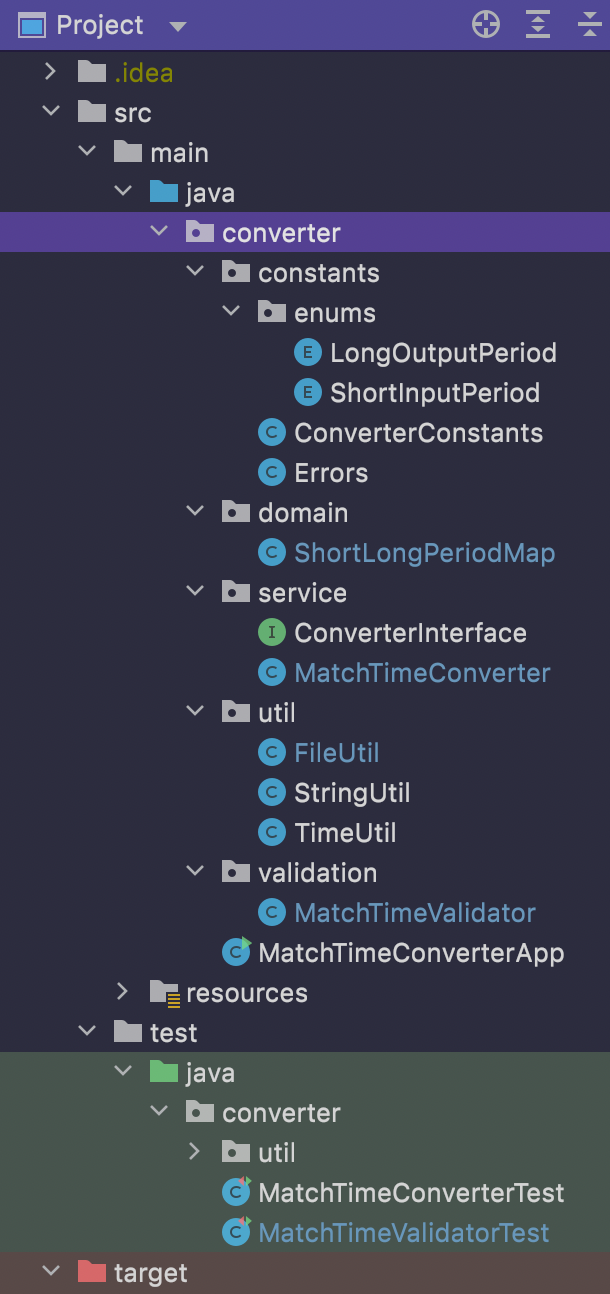 Project
.idea
src
main
java
converter
constants
enums
E LongOutputPeriod
E ShortInputPeriod
C ConverterConstants
C Errors
domain
C ShortLongPeriodMap
service
I ConverterInterface
C MatchTimeConverter
util
C FileUtil
C StringUtil
C TimeUtil
validation
C MatchTimeValidator
C MatchTimeConverterApp
resources
test
java
converter
util
C MatchTimeConverterTest
C MatchTimeValidatorTest
target